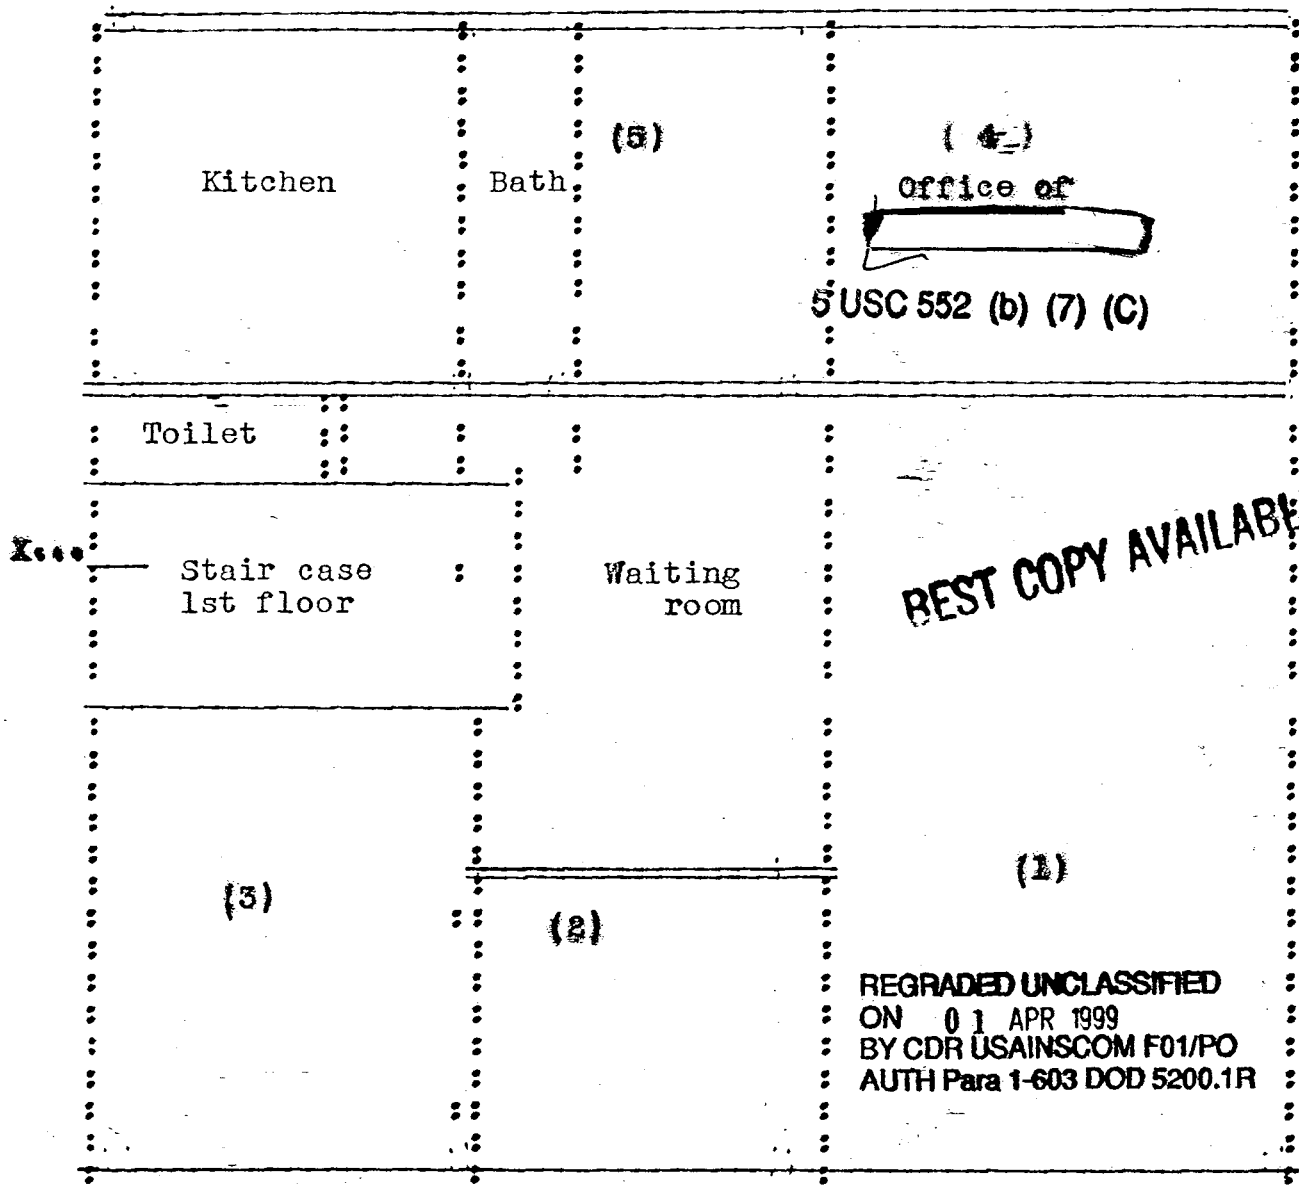 Kitchen
Bath
(5)
(4)
Office of
5 USC 552 (b) (7) (C)
Toilet
X...
Stair case
1st floor
Waiting
room
BEST COPY AVAILABL
(3)
(2)
(1)
REGRADED UNCLASSIFIED
ON 01 APR 1999
BY CDR USAINSCOM F01/PO
AUTH Para 1-603 DOD 5200.1R